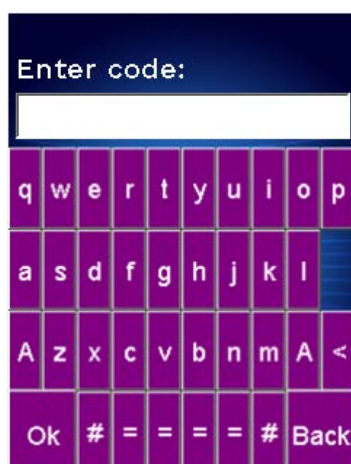 Enter code:
q w e r t y u i o p
a s d f g h j k l
A z x c v b n m A <
Ok # = = = = # Back